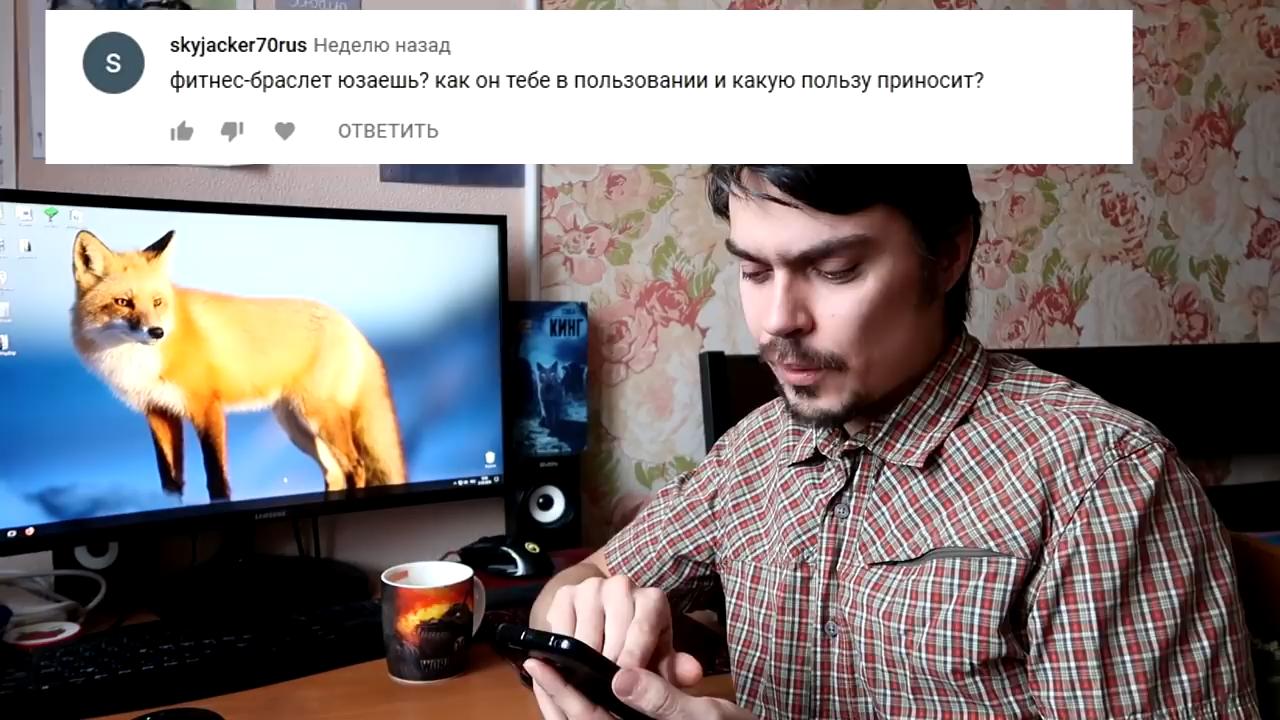 S
skyjacker70rus Неделю назад
фитнес-браслет юзаешь? как он тебе в пользовании и какую пользу приносит?
ОТВЕТИТЬ
КИНГ
SAMSUNG